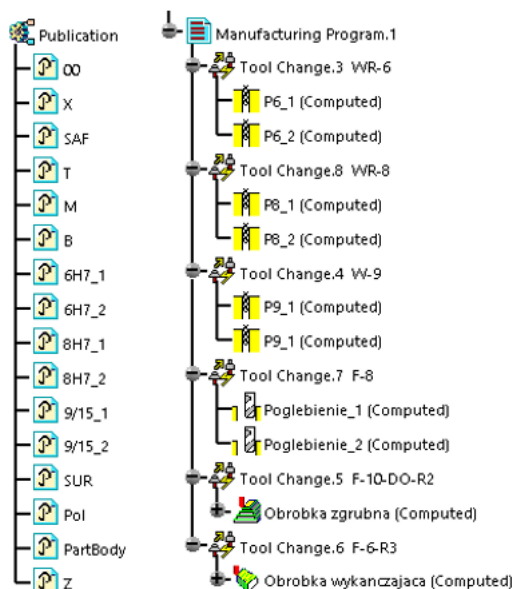 Publication
00
X
SAF
T
M
B
6H7_1
6H7_2
8H7_1
8H7_2
9/15_1
9/15_2
SUR
Pol
PartBody
Z
Manufacturing Program.1
Tool Change.3 WR-6
P6_1 (Computed)
P6_2 (Computed)
Tool Change.8 WR-8
P8_1 (Computed)
P8_2 (Computed)
Tool Change.4 W-9
P9_1 (Computed)
P9_1 (Computed)
Tool Change.7 F-8
Poglebienie_1 (Computed)
Poglebienie_2 (Computed)
Tool Change.5 F-10-DO-R2
Obrobka zgrubna (Computed)
Tool Change.6 F-6-R3
Obrobka wykanczajaca (Computed)